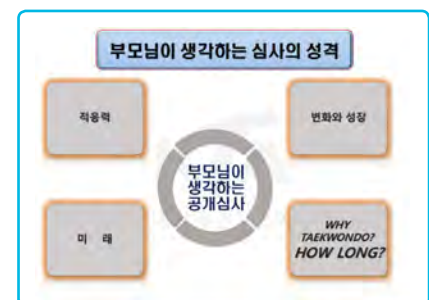 부모님이 생각하는 심사의 성격
적응력
변화와 성장
부모님이
생각하는
공개심사
미 래
WHY
TAEKWONDO?
HOW LONG?